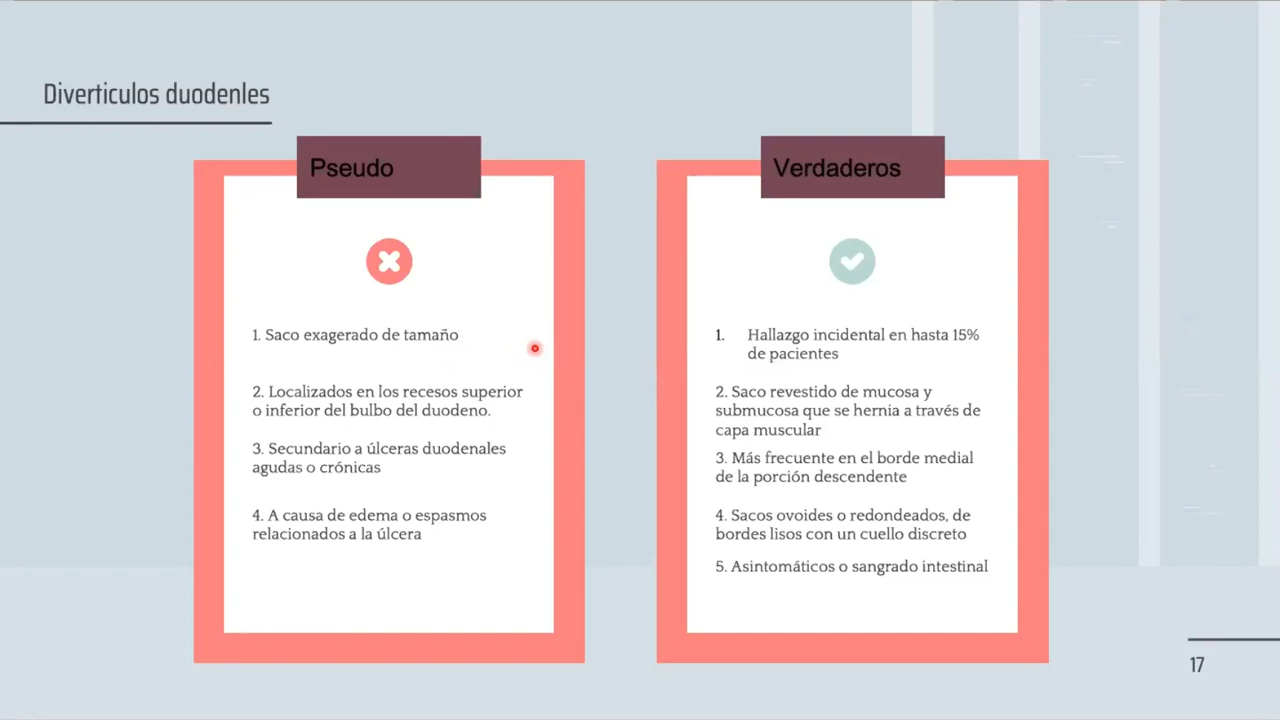 Diverticulos duodenles
Pseudo
1. Saco exagerado de tamaño
2. Localizados en los recesos superior
o inferior del bulbo del duodeno.
3. Secundario a úlceras duodenales
agudas o crónicas
4. A causa de edema o espasmos
relacionados a la úlcera
Verdaderos
1. Hallazgo incidental en hasta 15%
de pacientes
2. Saco revestido de mucosa y
submucosa que se hernia a través de
capa muscular
3. Más frecuente en el borde medial
de la porción descendente
4. Sacos ovoides o redondeados, de
bordes lisos con un cuello discreto
5. Asintomáticos o sangrado intestinal
17